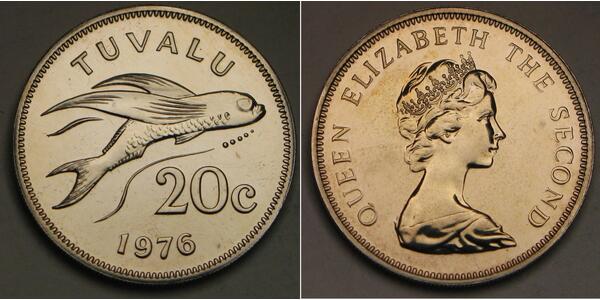 TUVALU
20c
1976
QUEEN ELIZABETH THE SECOND